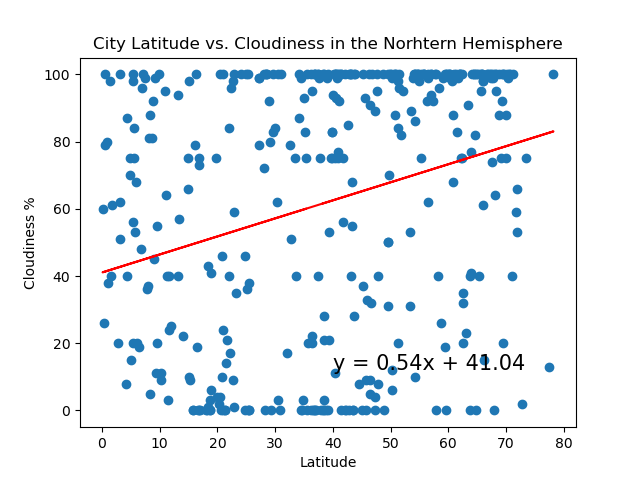 City Latitude vs. Cloudiness in the Norhtern Hemisphere
100
80
60
40
20
0
Cloudiness %
y = 0.54x + 41.04
0 10 20 30 40 50 60 70 80
Latitude